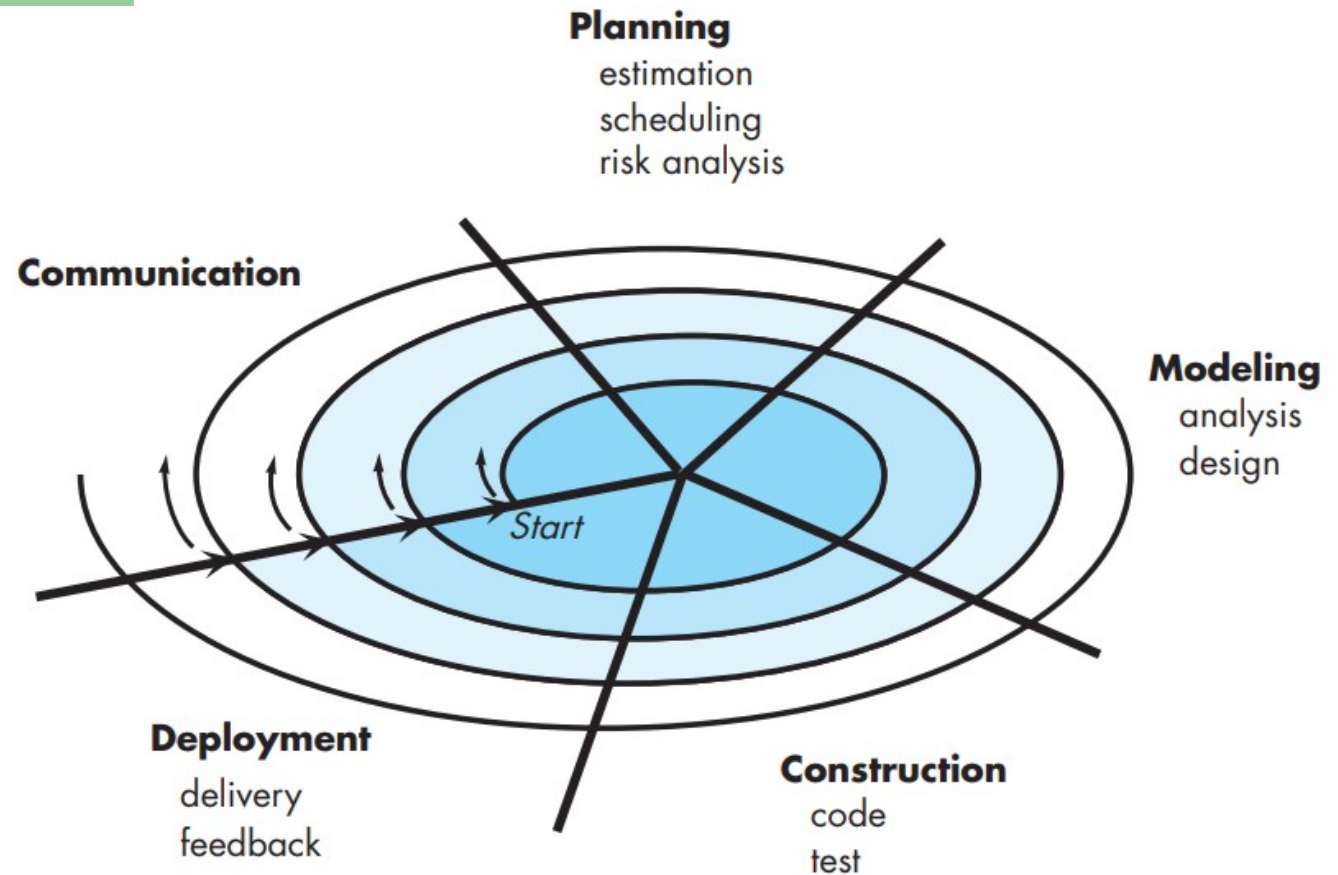 Planning
estimation
scheduling
risk analysis
Communication
Modeling
analysis
design
Start
Deployment
delivery
feedback
Construction
code
test